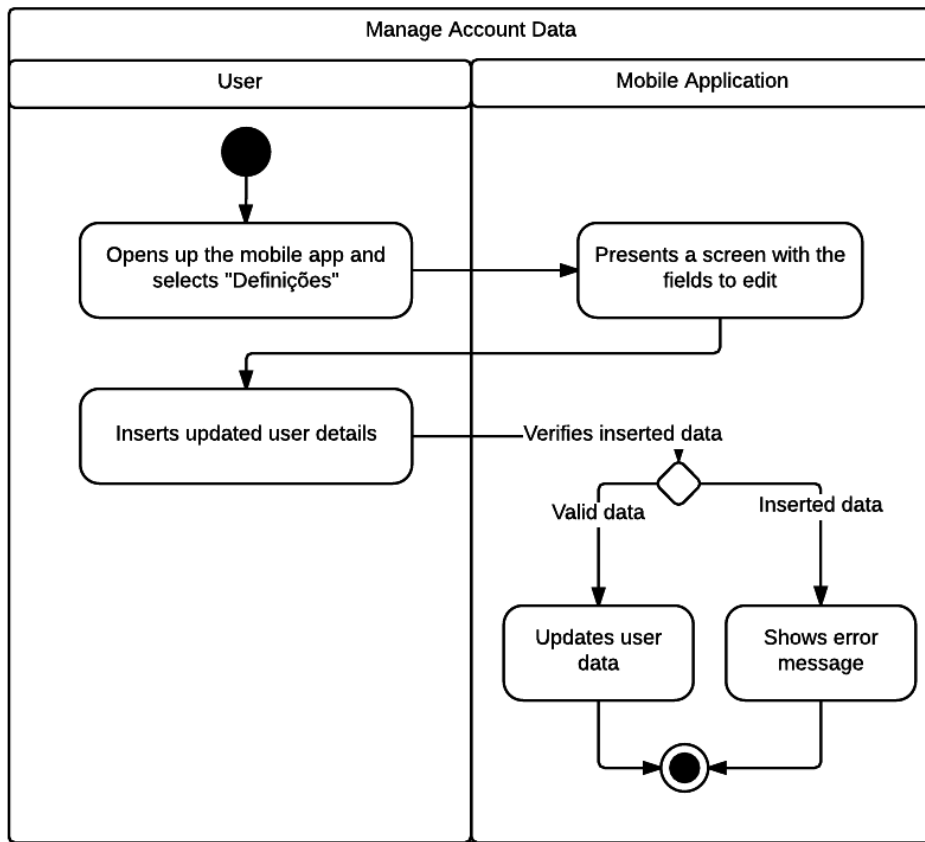 Manage Account Data
User
Mobile Application
Opens up the mobile app and
selects "Definições"
Presents a screen with the
fields to edit
Inserts updated user details
Verifies inserted data
Valid data
Inserted data
Updates user
data
Shows error
message